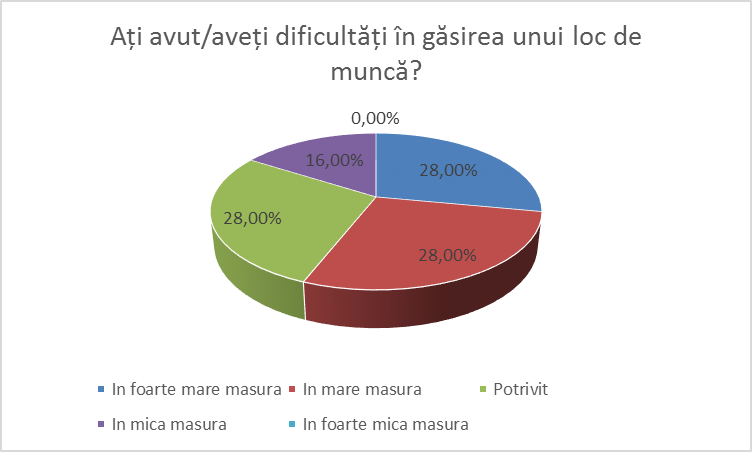 Ați avut/aveți dificultăți în găsirea unui loc de
muncă?
0,00%
16,00%
28,00%
28,00%
28,00%
In foarte mare masura
In mare masura
Potrivit
In mica masura
In foarte mica masura